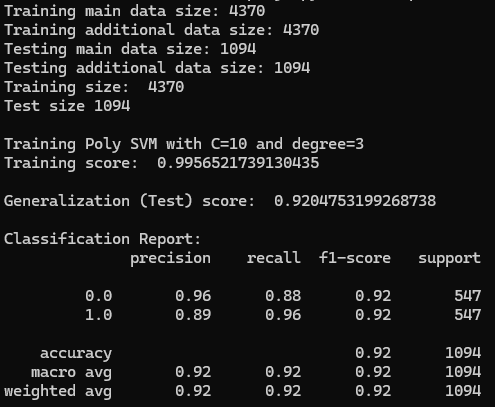 Training main data size: 4370
Training additional data size: 4370
Testing main data size: 1094
Testing additional data size: 1094
Training size:  4370
Test size 1094
Training Poly SVM with C=10 and degree=3
Training score:  0.9956521739130435
Generalization (Test) score:  0.9204753199268738
Classification Report:
precision    recall  f1-score   support
0.0       0.96      0.88      0.92       547
1.0       0.89      0.96      0.92       547
accuracy                           0.92      1094
macro avg       0.92      0.92      0.92      1094
weighted avg       0.92      0.92      0.92      1094